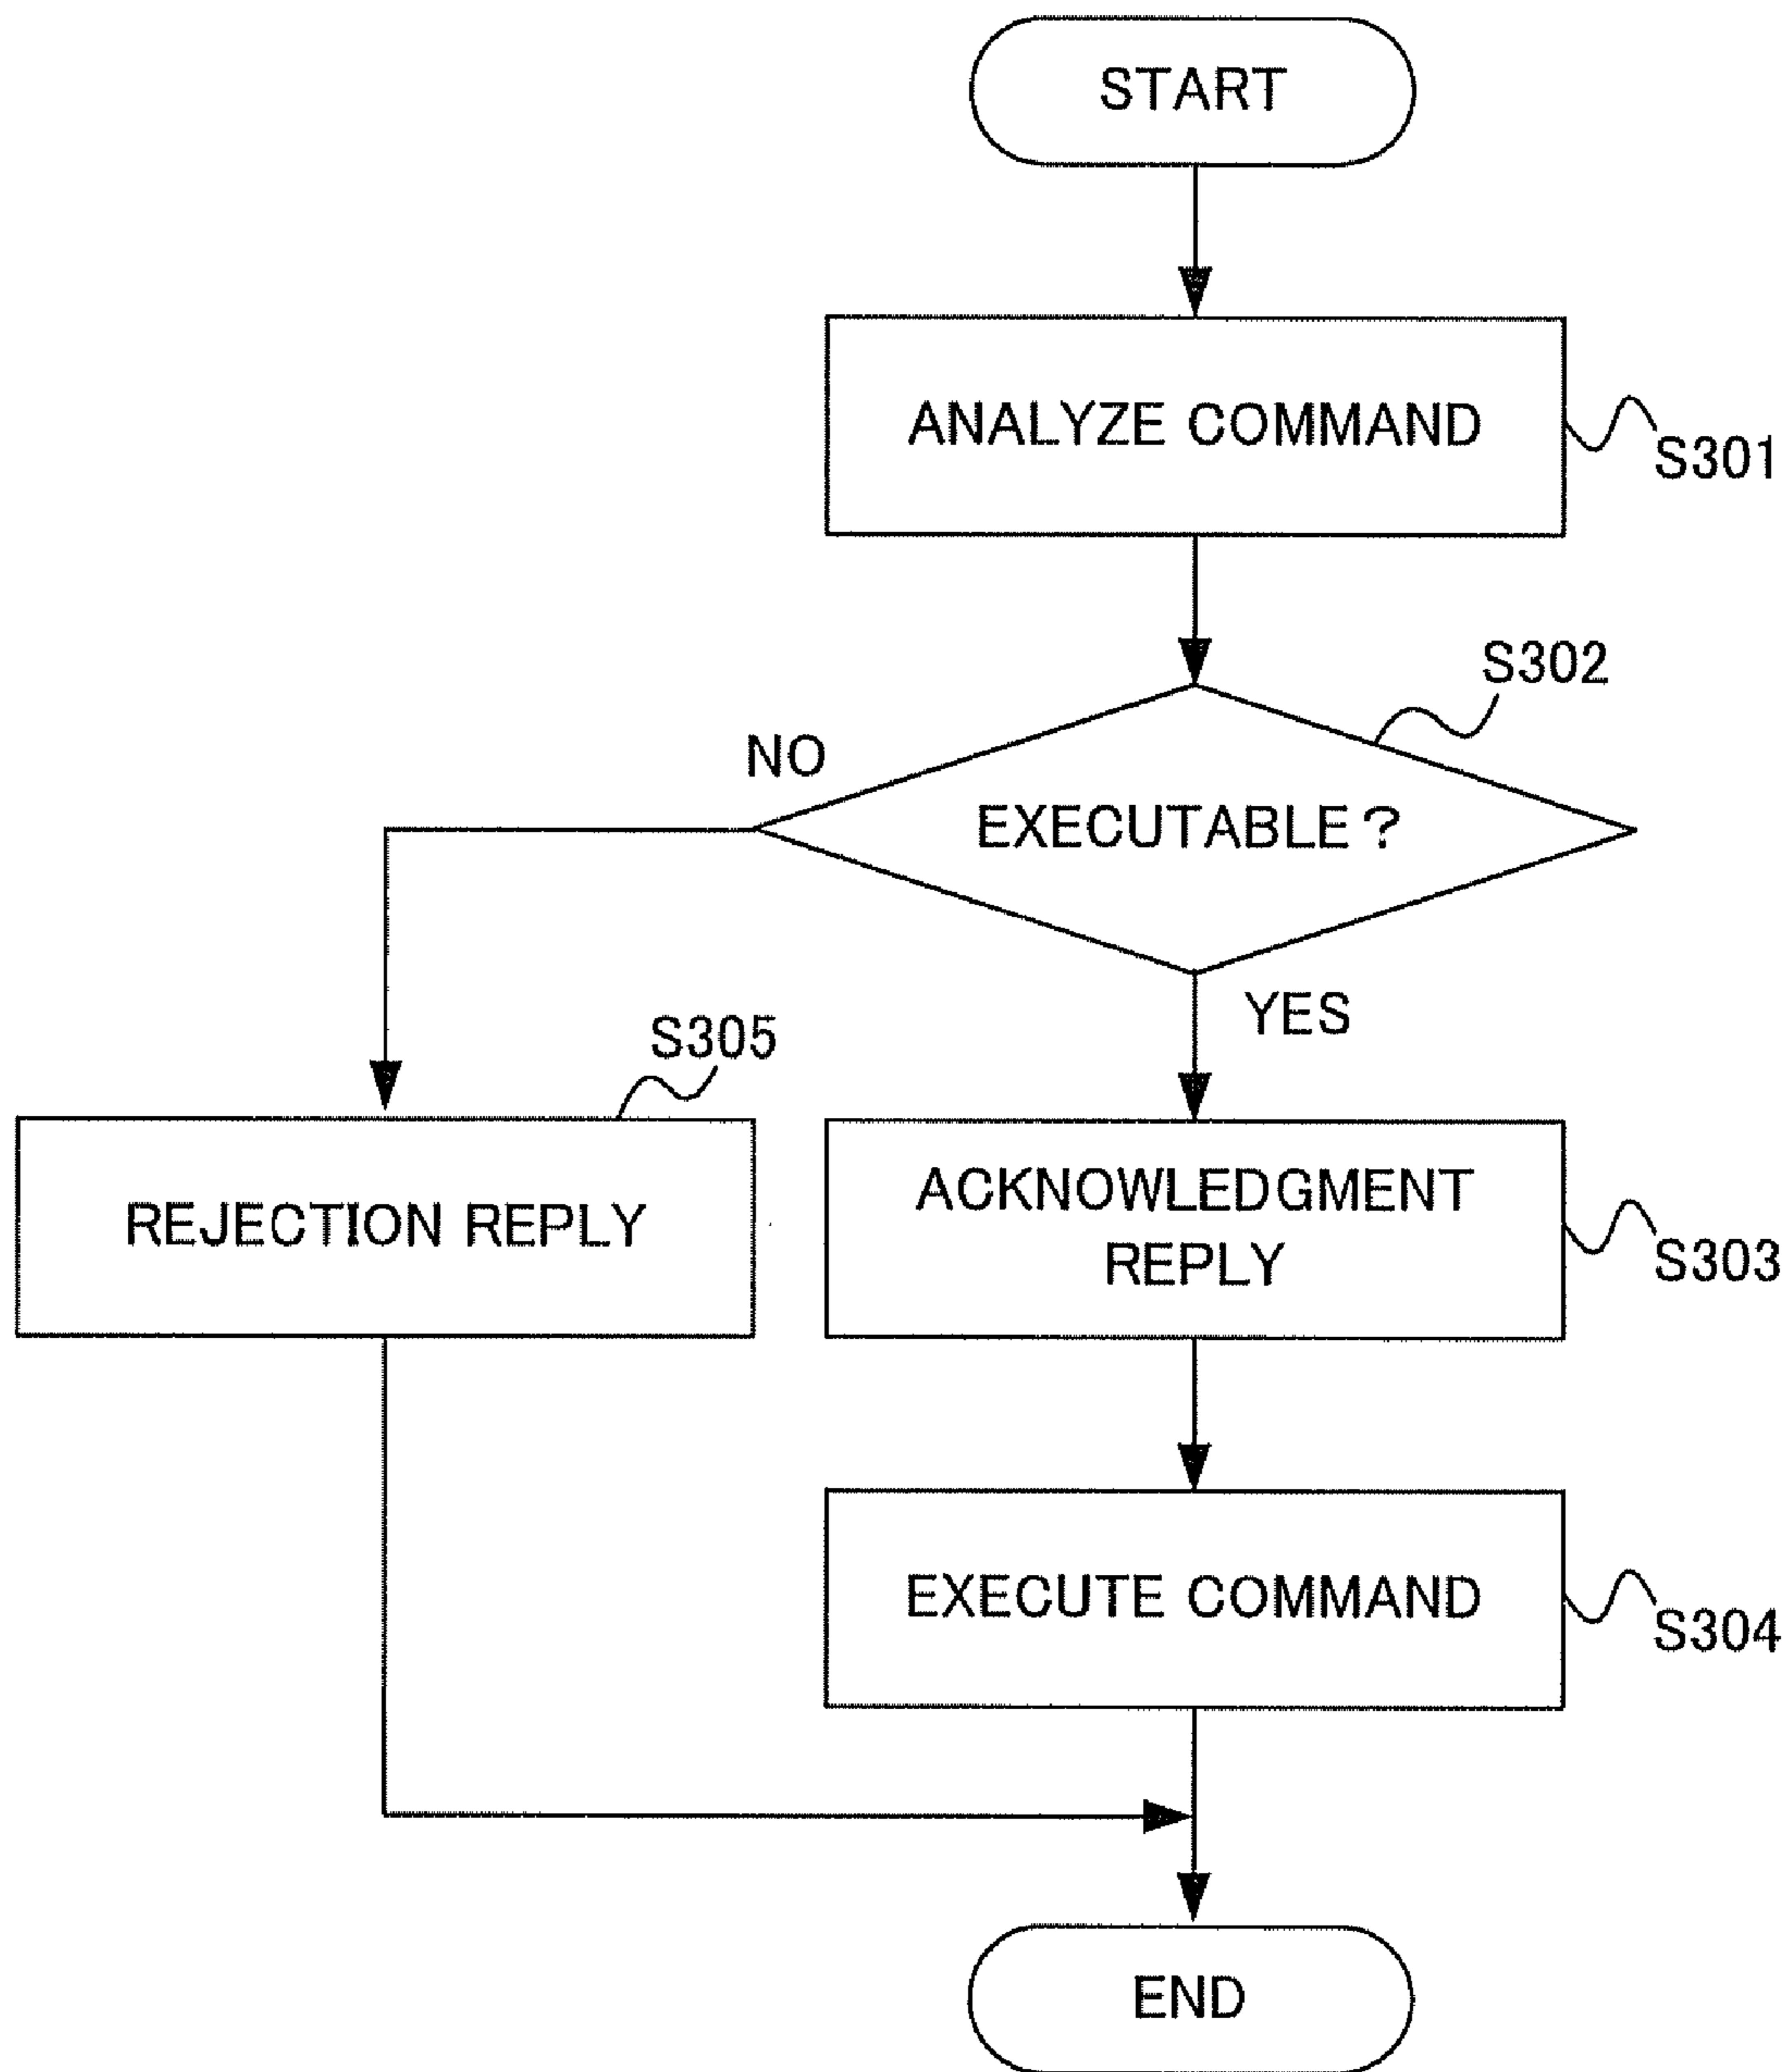 START
ANALYZE COMMAND
S301
S302
NO
EXECUTABLE?
YES
S305
REJECTION REPLY
ACKNOWLEDGMENT
REPLY
S303
EXECUTE COMMAND
S304
END